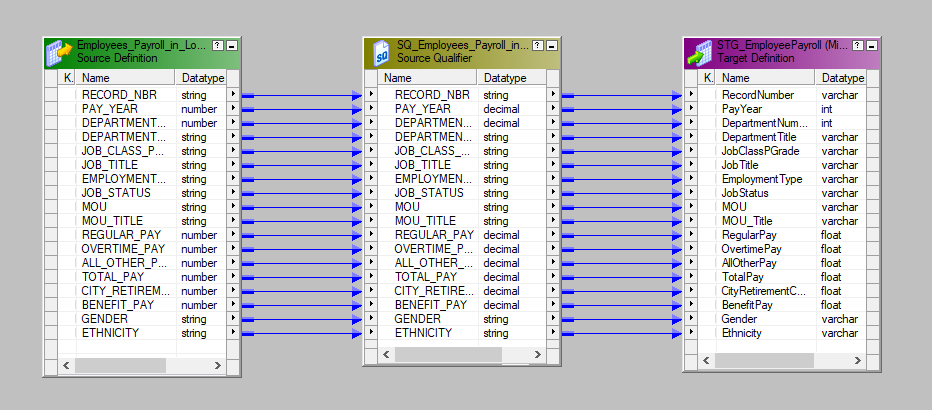 Employees_Payroll_in_Lo...
Source Definition
K. Name Datatype
RECORD_NBR string
PAY_YEAR number
DEPARTMENT... number
DEPARTMENT... string
JOB_CLASS_P... string
JOB_TITLE string
EMPLOYMENT... string
JOB_STATUS string
MOU string
MOU_TITLE string
REGULAR_PAY number
OVERTIME_PAY number
ALL_OTHER_P... number
TOTAL_PAY number
CITY_RETIREM... number
BENEFIT_PAY number
GENDER string
ETHNICITY string
SQ_Employees_Payroll_in...
Source Qualifier
SQ
Name Datatype
RECORD_NBR string
PAY_YEAR decimal
DEPARTMEN... decimal
DEPARTMEN... string
JOB_CLASS_... string
JOB_TITLE string
EMPLOYMEN... string
JOB_STATUS string
MOU string
MOU_TITLE string
REGULAR_PAY decimal
OVERTIME_P... decimal
ALL_OTHER_... decimal
TOTAL_PAY decimal
CITY_RETIRE... decimal
BENEFIT_PAY decimal
GENDER string
ETHNICITY string
STG_EmployeePayroll (Mi...
Target Definition
K. Name Datatype
RecordNumber varchar
PayYear int
DepartmentNum... int
DepartmentTitle varchar
JobClassPGrade varchar
JobTitle varchar
EmploymentType varchar
JobStatus varchar
MOU varchar
MOU_Title varchar
RegularPay float
OvertimePay float
AllOtherPay float
TotalPay float
CityRetirementC... float
BenefitPay float
Gender varchar
Ethnicity varchar